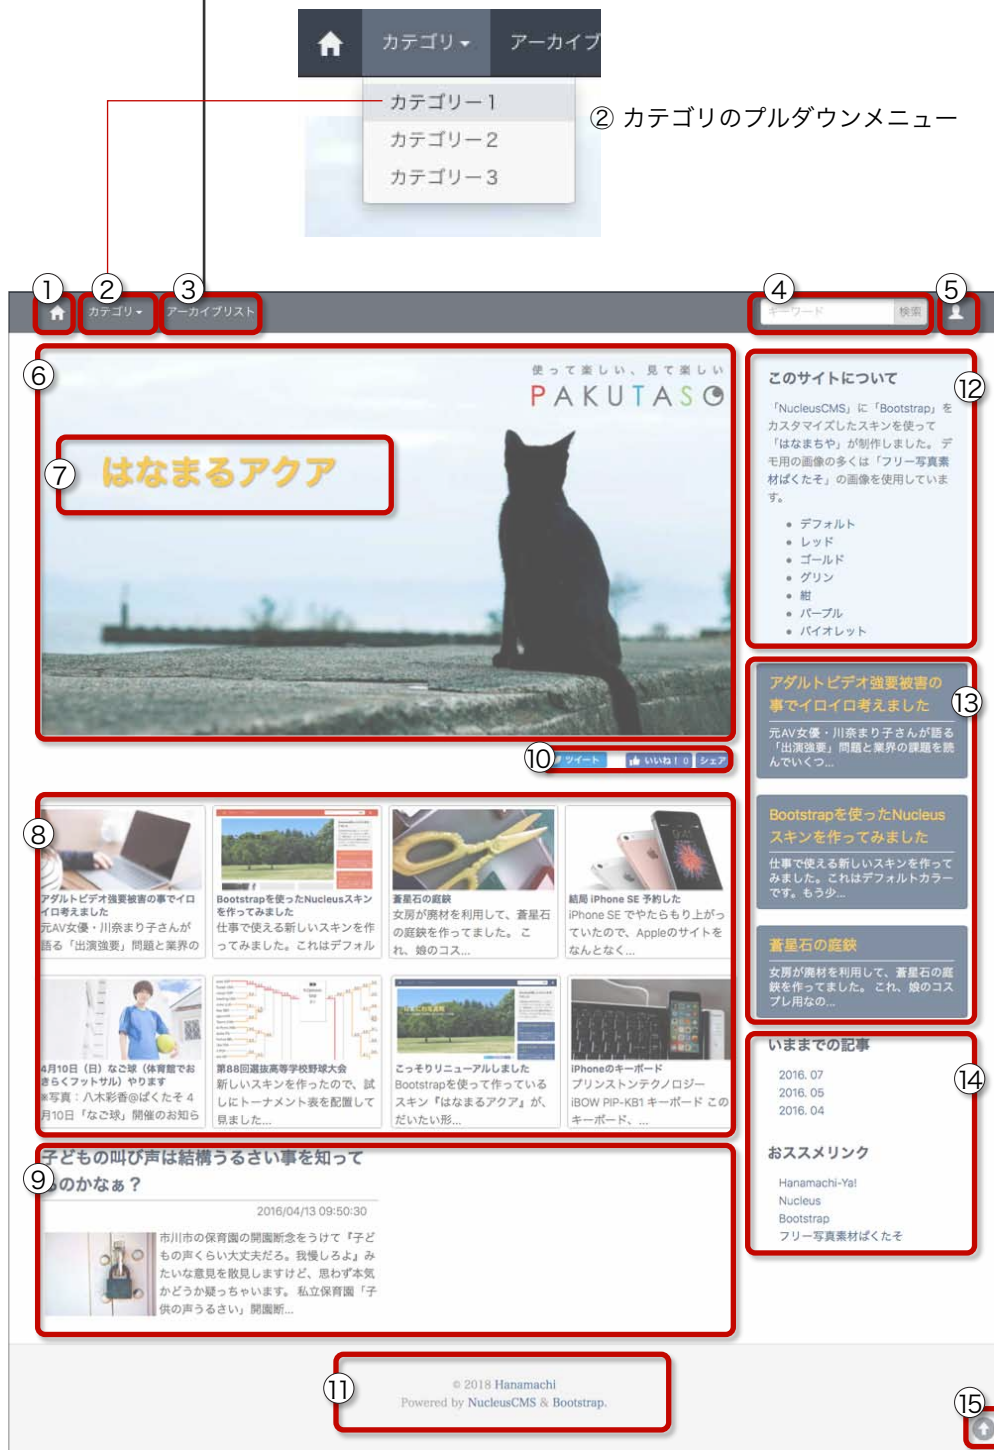 カテゴリ
アーカイブ
カテゴリー 1
カテゴリー 2
カテゴリー 3
② カテゴリのプルダウンメニュー
①
②
③
④
⑤
カテゴリ
アーカイブリスト
キーワード
検索
⑥
使って楽しい、見て楽しい
PAKUTASO
⑦
はなまるアクア
⑫
このサイトについて
「NucleusCMS」に「Bootstrap」を
カスタマイズしたスキンを使って
「はなまちや」が制作しました。 デ
モ用の画像の多くは「フリー写真素
材ぱくたそ」の画像を使用していま
す。
デフォルト
レッド
ゴールド
グリン
紺
パープル
バイオレット
⑬
アダルトビデオ強要被害の
事でイロイロ考えました
元AV女優・川奈まり子さんが語る
「出演強要」問題と業界の課題を読
んでいくつ...
Bootstrapを使ったNucleus
スキンを作ってみました
仕事で使える新しいスキンを作って
みました。これはデフォルトカラー
です。もう少...
蒼星石の庭鋏
女房が廃材を利用して、蒼星石の庭
鋏を作ってました。 これ、娘のコス
プレ用なの...
⑩
ツイート
いいね！ 0
シェア
⑧
アダルトビデオ強要被害の事でイロ
イロ考えました
元AV女優・川奈まり子さんが
語る「出演強要」問題と業界の
Bootstrapを使ったNucleusスキン
を作ってみました
仕事で使える新しいスキンを作
ってみました。これはデフォル
蒼星石の庭鋏
女房が廃材を利用して、蒼星石
の庭鋏を作ってました。 こ
れ、娘のコス...
結局 iPhone SE 予約した
iPhone SE でやたらもり上がっ
ていたので、Appleのサイトを
なんとなく...
4月10日（日）なご球（体育館でお
きらくフットサル）やります
※写真：八木彩香@ぱくたそ 4
月10日「なご球」開催のお知ら
第88回選抜高等学校野球大会
新しいスキンを作ったので、試
しにトーナメント表を配置して
見ました...
こっそりリニューアルしました
Bootstrapを使って作っている
スキン『はなまるアクア』が、
だいたい形...
iPhoneのキーボード
プリンストンテクノロジー
iBOW PIP-KB1 キーボード この
キーボード、...
⑭
いままでの記事
2016. 07
2016. 05
2016. 04
おススメリンク
Hanamachi-Ya!
Nucleus
Bootstrap
フリー写真素材ぱくたそ
⑨
子どもの叫び声は結構うるさい事を知って
るのかなぁ？
2016/04/13 09:50:30
市川市の保育園の開園断念をうけて『子ど
もの声くらい大丈夫だろ。我慢しろよ』み
たいな意見を散見しますけど、思わず本気
かどうか疑っちゃいます。 私立保育園「子
供の声うるさい」開園断...
⑪
© 2018 Hanamachi
Powered by NucleusCMS & Bootstrap.
⑮